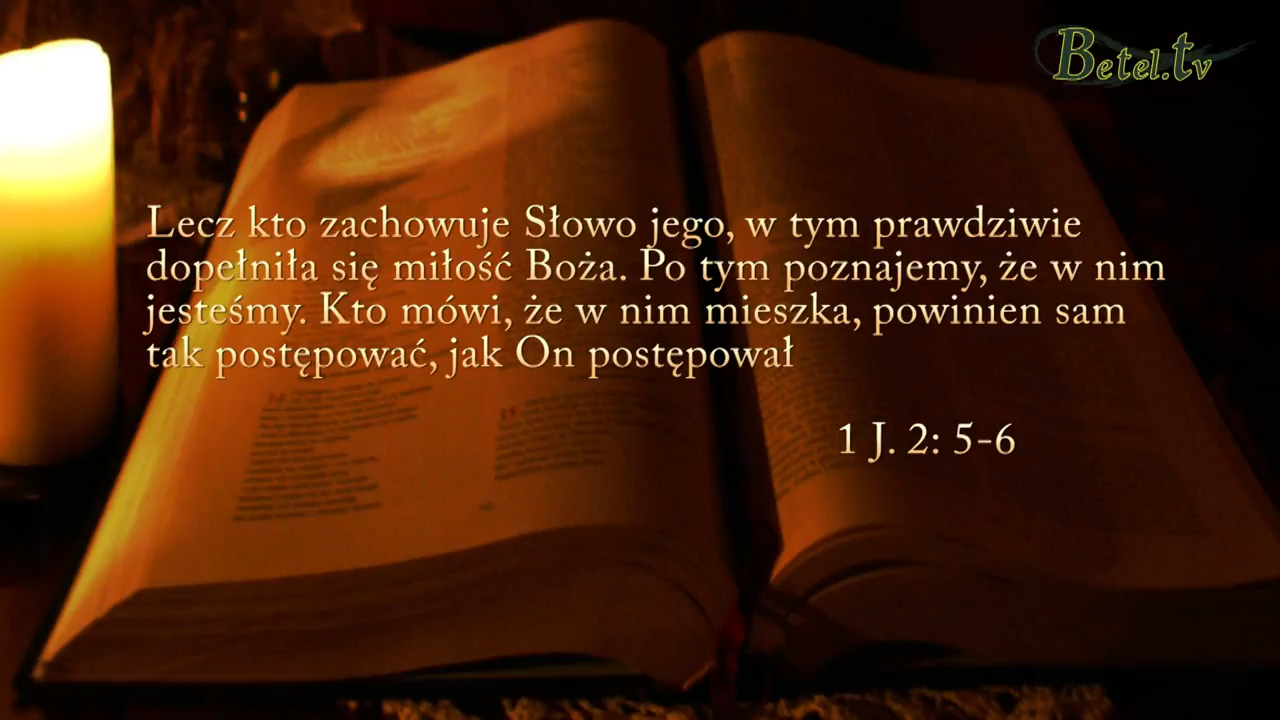 Betel.tv
Lecz kto zachowuje Słowo jego, w tym prawdziwie
dopełniła się miłość Boża. Po tym poznajemy, że w nim
jesteśmy. Kto mówi, że w nim mieszka, powinien sam
tak postępować, jak On postępował
1 J. 2: 5-6